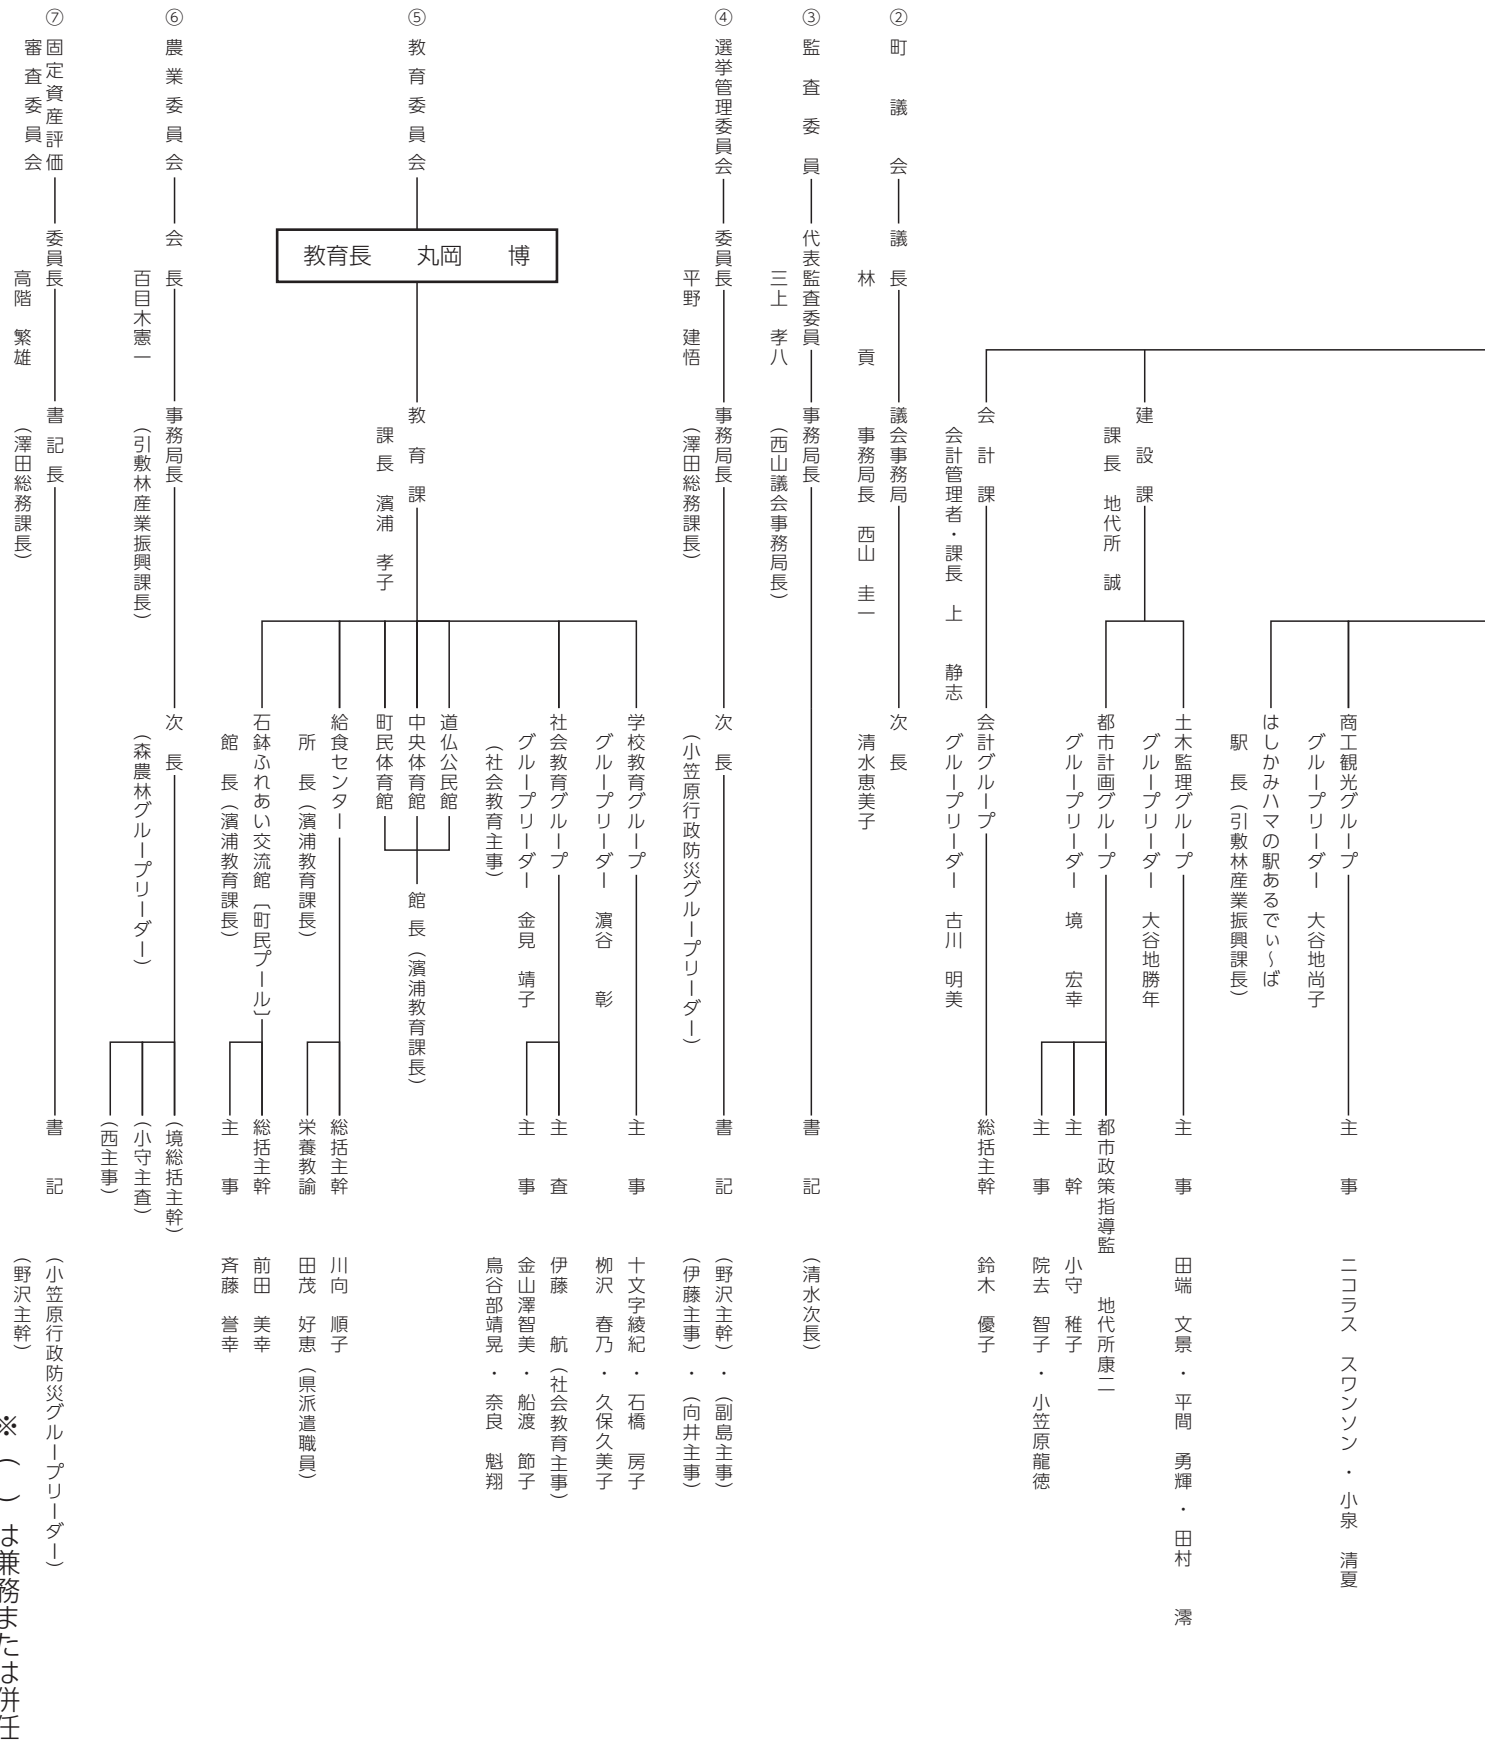 商工観光グループ
主事
ニコラス スワンソン ・ 小泉 清夏
グループリーダー 大谷地尚子
はしかみハマの駅あるでぃ～ば
駅 長（引敷林産業振興課長）
建設課
土木監理グループ
主事
田端 文景 ・ 平間 勇輝 ・ 田村 澪
グループリーダー 大谷地勝年
課長 地代所 誠
都市計画グループ
都市政策指導監 地代所康二
グループリーダー 境 宏幸
主幹 小守 稚子
主事 院去 智子 ・ 小笠原龍徳
会計課
会計グループ
総括主幹 鈴木 優子
会計管理者・課長 上 静志
グループリーダー 古川 明美
② 町議会
議長
議会事務局
次長
林 貢
事務局長 西山 圭一
清水恵美子
③ 監査委員
代表監査委員
事務局長
書記
（清水次長）
三上 孝八
（西山議会事務局長）
④ 選挙管理委員会
委員長
事務局長
次長
書記
（野沢主幹） ・ （副島主事）
平野 建悟
（澤田総務課長）
（小笠原行政防災グループリーダー）
（伊藤主事） ・ （向井主事）
⑤ 教育委員会
教育長 丸岡 博
教育課
課長 濱浦 孝子
学校教育グループ
主事
十文字綾紀 ・ 石橋 房子
グループリーダー 濵谷 彰
栁沢 春乃 ・ 久保久美子
社会教育グループ
主査
伊藤 航（社会教育主事）
グループリーダー 金見 靖子
主事
金山澤智美 ・ 船渡 節子
（社会教育主事）
鳥谷部靖晃 ・ 奈良 魁翔
道仏公民館
中央体育館
館 長（濱浦教育課長）
町民体育館
給食センター
総括主幹 川向 順子
所 長（濱浦教育課長）
栄養教諭 田茂 好恵（県派遣職員）
石鉢ふれあい交流館〔町民プール〕
総括主幹 前田 美幸
館 長（濱浦教育課長）
主事 斉藤 誉幸
⑥ 農業委員会
会長
事務局長
次長
（境総括主幹）
百目木憲一
（引敷林産業振興課長）
（森農林グループリーダー）
（小守主査）
（西主事）
⑦ 固定資産評価
審査委員会
委員長
書記長
書記
（小笠原行政防災グループリーダー）
高階 繁雄
（澤田総務課長）
（野沢主幹）
※（ ）は兼務または併任